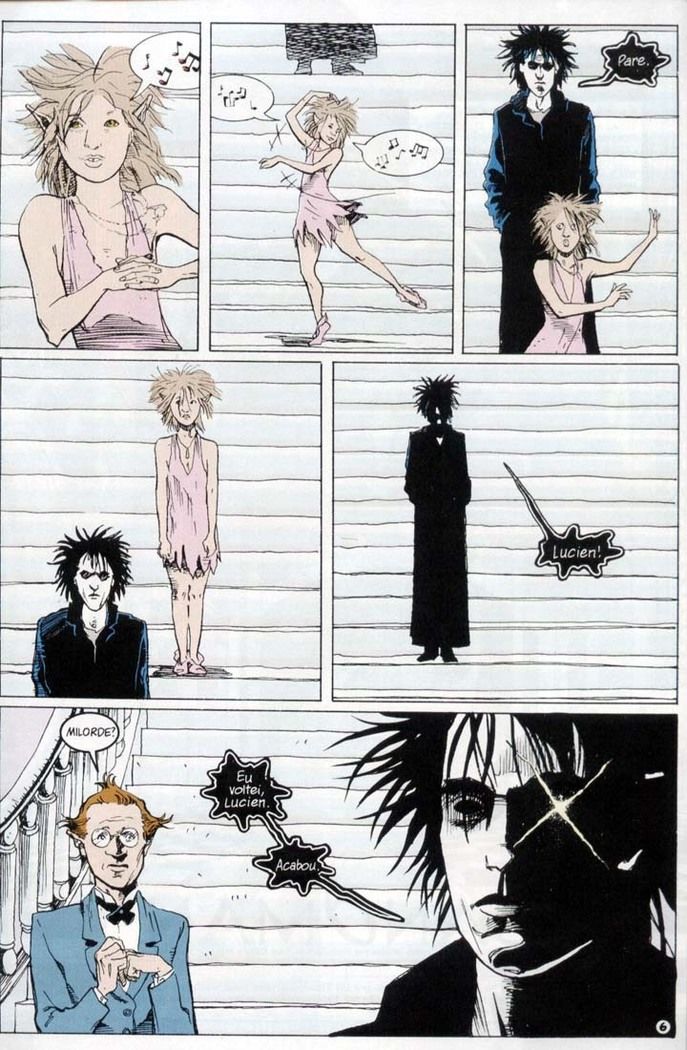 Pare.
Lucien!
MILORDE?
Eu
voltei,
Lucien.
Acabou.
6